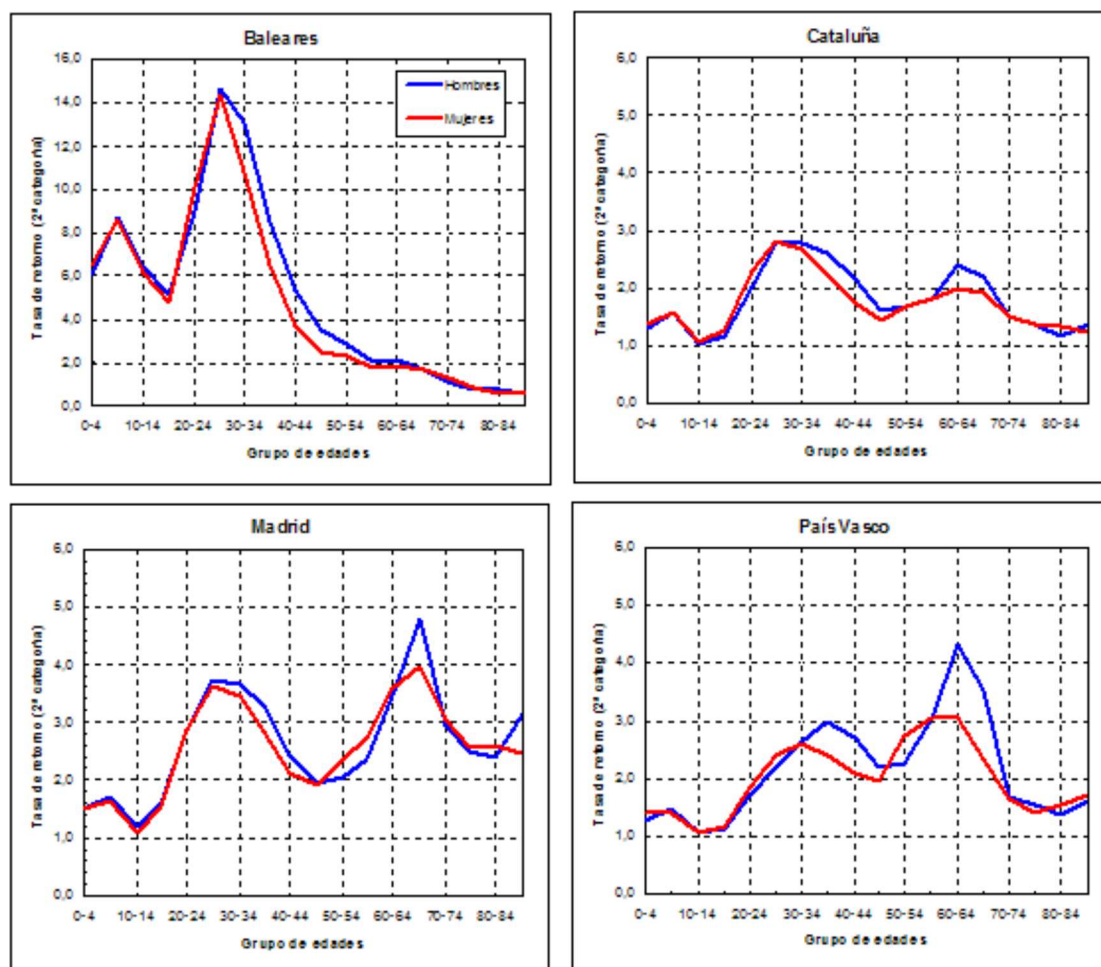 Baleares
Tasa de retorno (2ª categoría)
16,0
14,0
12,0
10,0
8,0
6,0
4,0
2,0
0,0
Hombres
Mujeres
0-4 10-14 20-24 30-34 40-44 50-54 60-64 70-74 80-84
Grupo de edades
Cataluña
Tasa de retorno (2ª categoría)
6,0
5,0
4,0
3,0
2,0
1,0
0,0
0-4 10-14 20-24 30-34 40-44 50-54 60-64 70-74 80-84
Grupo de edades
Madrid
Tasa de retorno (2ª categoría)
6,0
5,0
4,0
3,0
2,0
1,0
0,0
0-4 10-14 20-24 30-34 40-44 50-54 60-64 70-74 80-84
Grupo de edades
País Vasco
Tasa de retorno (2ª categoría)
6,0
5,0
4,0
3,0
2,0
1,0
0,0
0-4 10-14 20-24 30-34 40-44 50-54 60-64 70-74 80-84
Grupo de edades